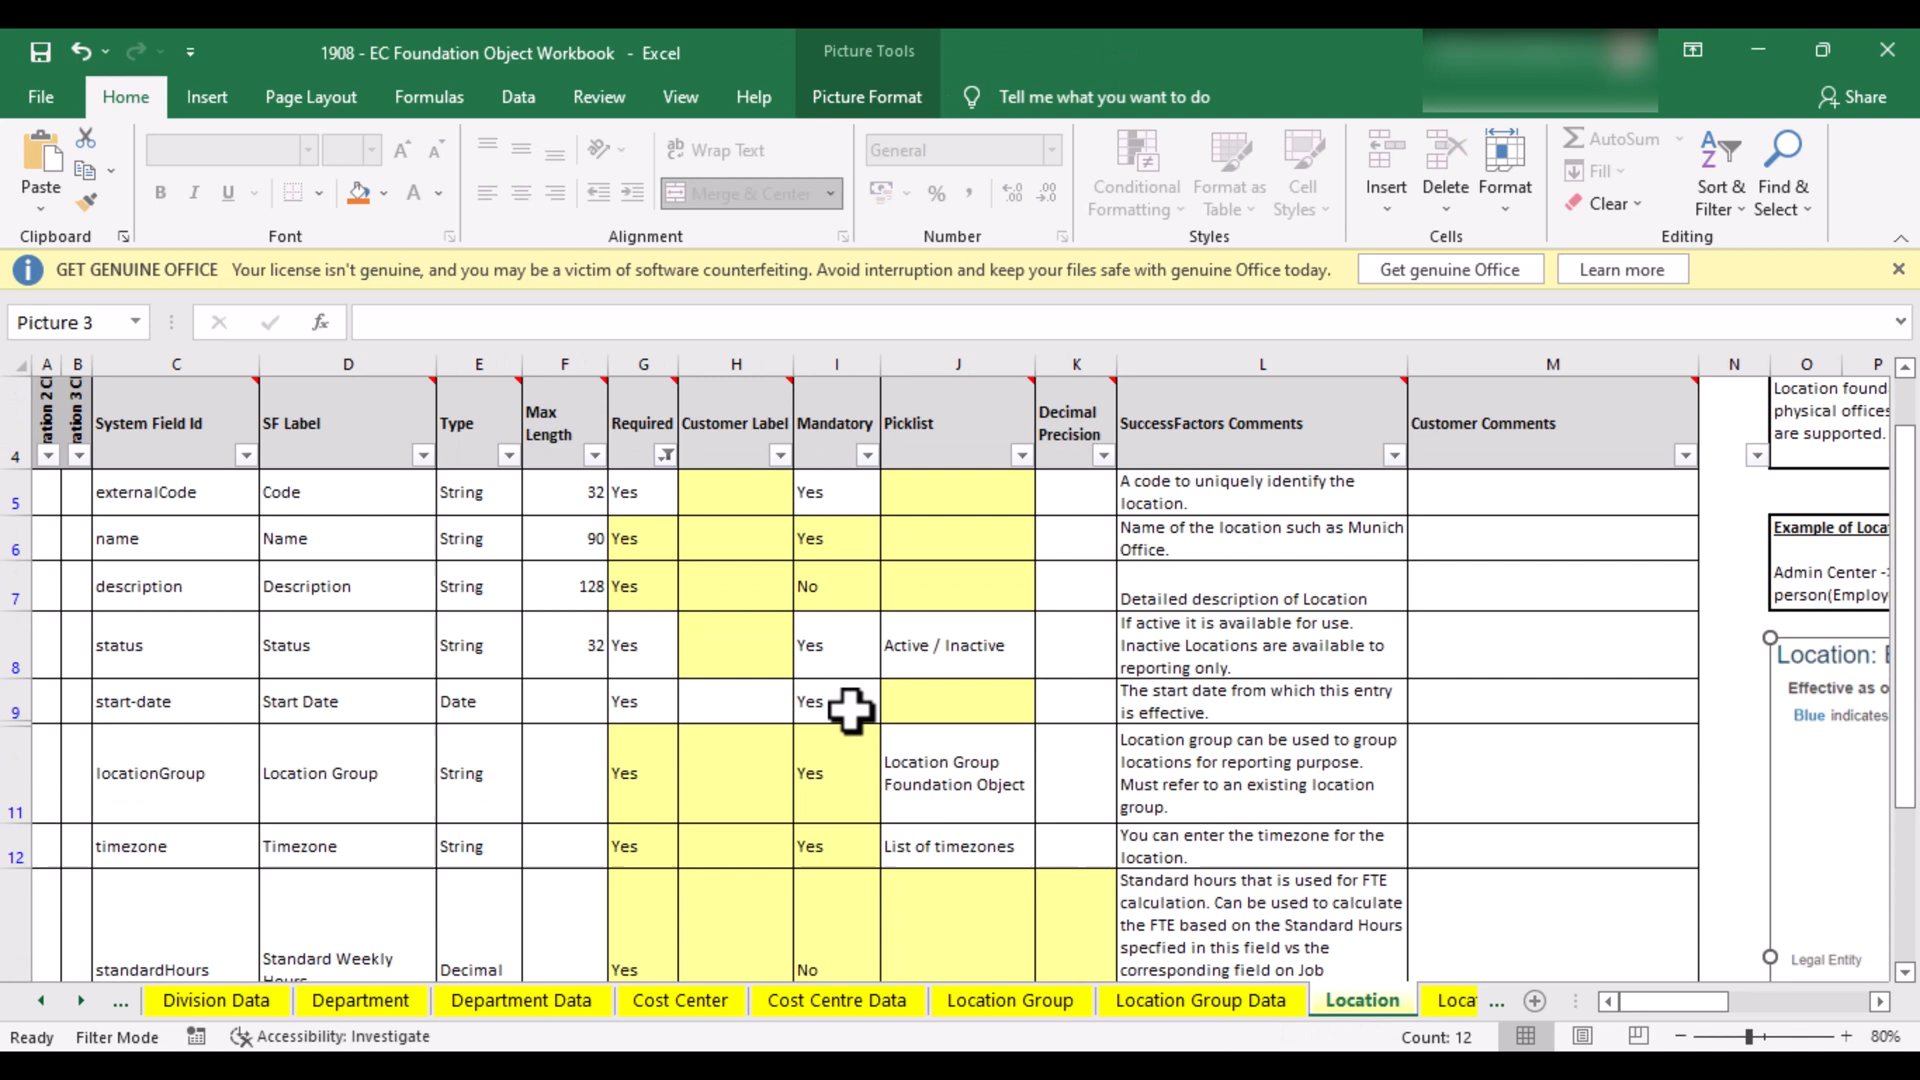 1908 - EC Foundation Object Workbook - Excel
Picture Tools
File Home Insert Page Layout Formulas Data Review View Help Picture Format Tell me what you want to do Share
Paste
Clipboard
B I U
Font
Wrap Text
Merge & Center
Alignment
General
Number
Conditional Formatting
Format as Table
Cell Styles
Styles
Insert
Delete
Format
Cells
AutoSum
Fill
Clear
Sort & Filter
Find & Select
Editing
GET GENUINE OFFICE Your license isn't genuine, and you may be a victim of software counterfeiting. Avoid interruption and keep your files safe with genuine Office today. Get genuine Office Learn more
Picture 3
fx
A B C D E F G H I J K L M N O P
4 ration 2 ration 3 System Field Id SF Label Type Max Length Required Customer Label Mandatory Picklist Decimal Precision SuccessFactors Comments Customer Comments
5 externalCode Code String 32 Yes Yes A code to uniquely identify the location.
6 name Name String 90 Yes Yes Name of the location such as Munich Office.
7 description Description String 128 Yes No Detailed description of Location
8 status Status String 32 Yes Yes Active / Inactive If active it is available for use. Inactive Locations are available to reporting only.
9 start-date Start Date Date Yes Yes The start date from which this entry is effective.
11 locationGroup Location Group String Yes Yes Location Group Foundation Object Location group can be used to group locations for reporting purpose. Must refer to an existing location group.
12 timezone Timezone String Yes Yes List of timezones You can enter the timezone for the location.
standardHours Standard Weekly Hours Decimal Yes No Standard hours that is used for FTE calculation. Can be used to calculate the FTE based on the Standard Hours specfied in this field vs the corresponding field on Job
Location found
physical offices
are supported.
Example of Loca
Admin Center -
person(Employ
Location:
Effective as o
Blue indicates
Legal Entity
... Division Data Department Department Data Cost Center Cost Centre Data Location Group Location Group Data Location Loca ...
Ready Filter Mode Accessibility: Investigate Count: 12 80%